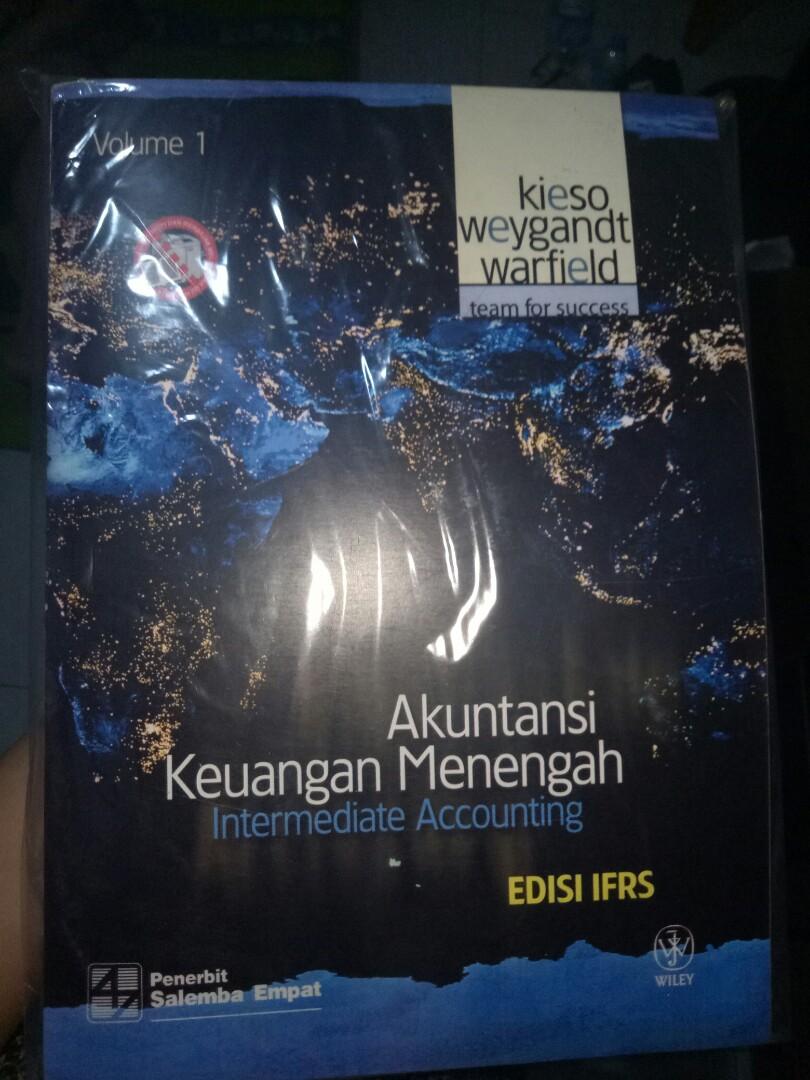 Volume 1
kieso
weygandt
warfield
team for success
Akuntansi
Keuangan Menengah
Intermediate Accounting
EDISI IFRS
Penerbit
Salemba Empat
WILEY